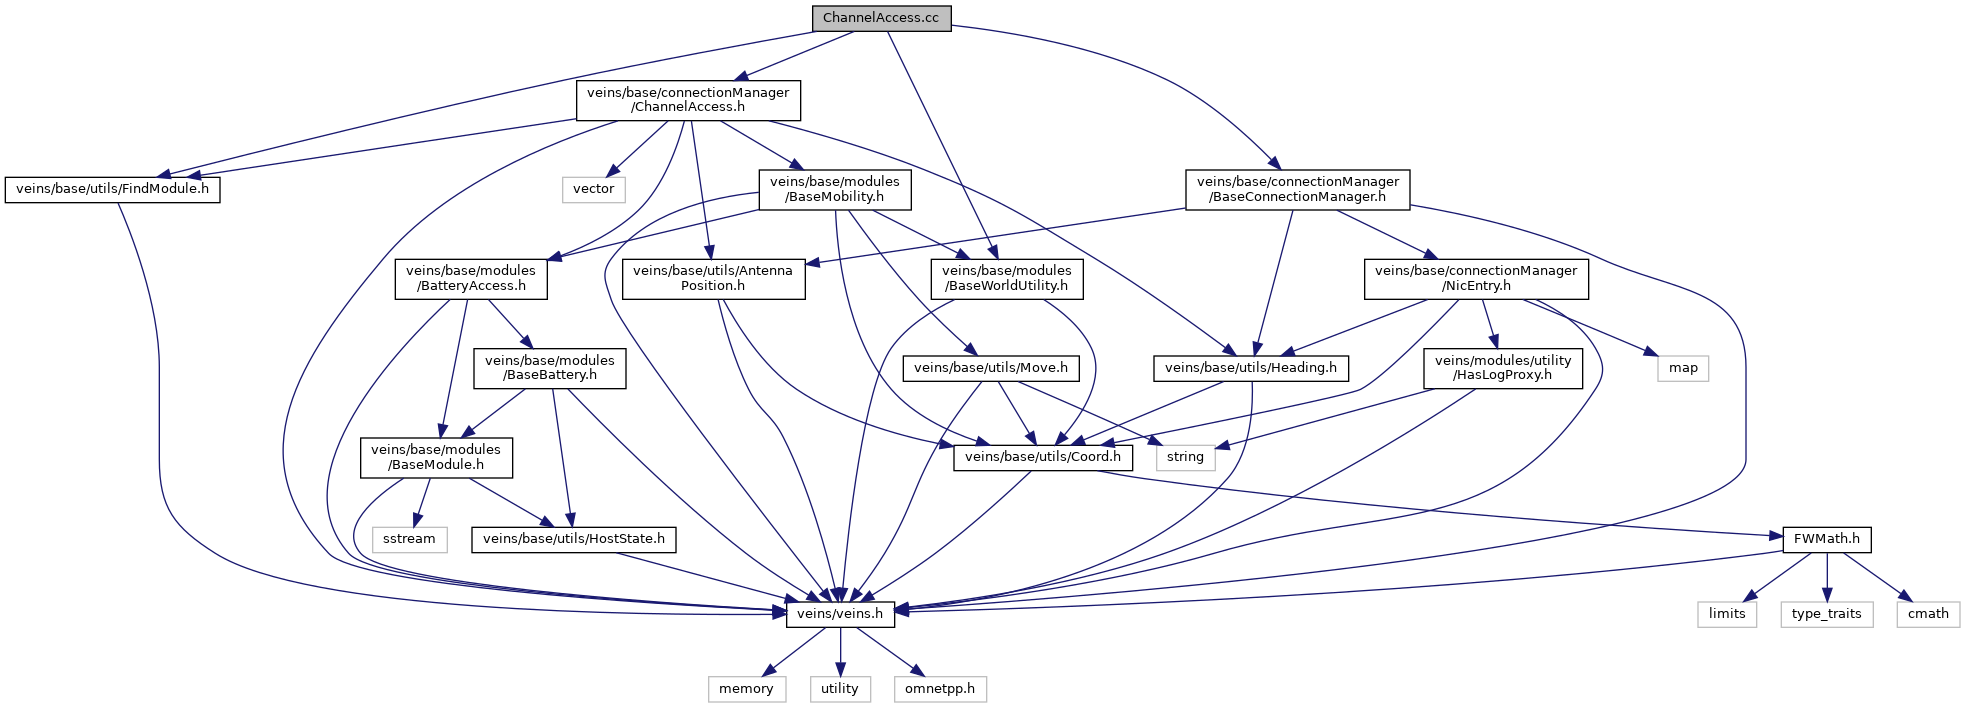 ChannelAccess.cc
veins/base/connectionManager
/ChannelAccess.h
veins/base/utils/FindModule.h
vector
veins/base/modules
/BaseMobility.h
veins/base/connectionManager
/BaseConnectionManager.h
veins/base/modules
/BatteryAccess.h
veins/base/utils/Antenna
Position.h
veins/base/modules
/BaseWorldUtility.h
veins/base/connectionManager
/NicEntry.h
veins/base/modules
/BaseBattery.h
veins/base/utils/Move.h
veins/base/utils/Heading.h
veins/modules/utility
/HasLogProxy.h
map
veins/base/modules
/BaseModule.h
veins/base/utils/Coord.h
string
sstream
veins/base/utils/HostState.h
FWMath.h
veins/veins.h
limits
type_traits
cmath
memory
utility
omnetpp.h